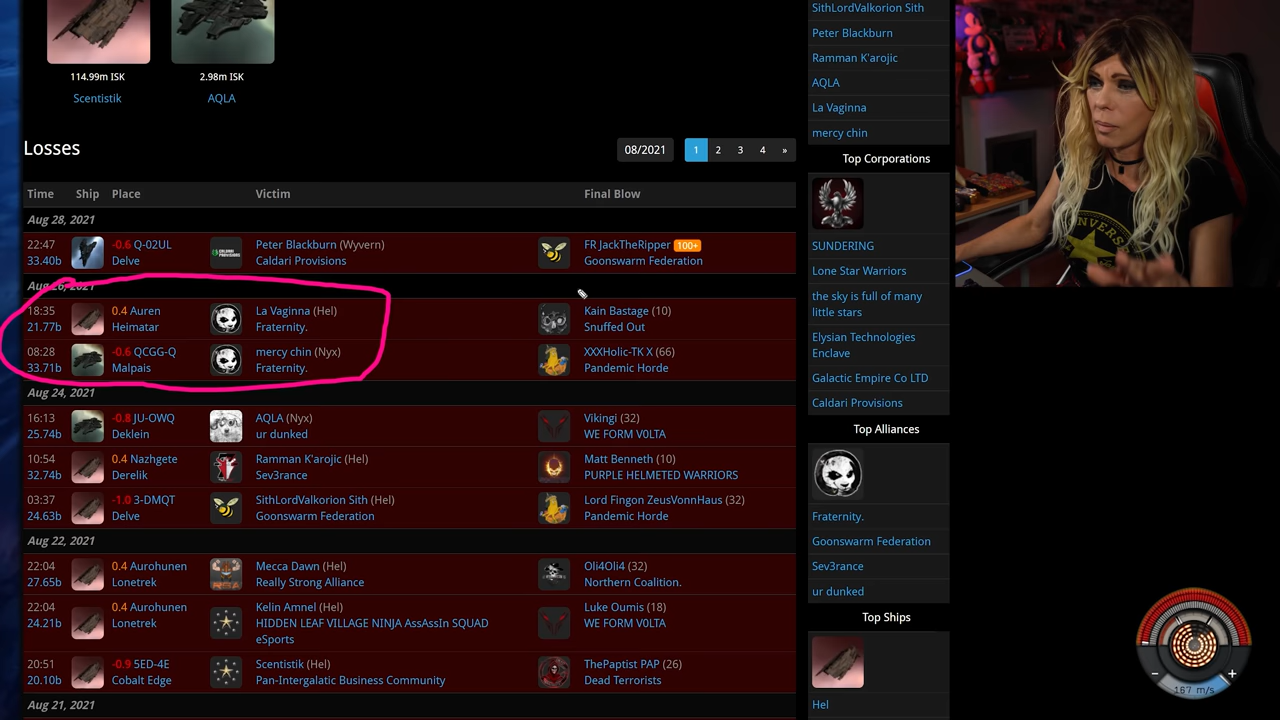 114.99m ISK
Scentistik
2.98m ISK
AQLA
Losses
08/2021
1 2 3 4 »
Time Ship Place Victim Final Blow
Aug 28, 2021
22:47 -0.6 Q-02UL Peter Blackburn (Wyvern) FR JackTheRipper 100+
33.40b Delve Caldari Provisions Goonswarm Federation
Aug 26, 2021
18:35 0.4 Auren La Vaginna (Hel) Kain Bastage (10)
21.77b Heimatar Fraternity. Snuffed Out
08:28 -0.6 QCGG-Q mercy chin (Nyx) XXXHolic-TK X (66)
33.71b Malpais Fraternity. Pandemic Horde
Aug 24, 2021
16:13 -0.8 JU-OWQ AQLA (Nyx) Vikingi (32)
25.74b Deklein ur dunked WE FORM V0LTA
10:54 0.4 Nazhgete Ramman K'arojic (Hel) Matt Benneth (10)
32.74b Derelik Sev3rance PURPLE HELMETED WARRIORS
03:37 -1.0 3-DMQT SithLordValkorion Sith (Hel) Lord Fingon ZeusVonnHaus (32)
24.63b Delve Goonswarm Federation Pandemic Horde
Aug 22, 2021
22:04 0.4 Aurohunen Mecca Dawn (Hel) Oli4Oli4 (32)
27.65b Lonetrek Really Strong Alliance Northern Coalition.
22:04 0.4 Aurohunen Kelin Amnel (Hel) Luke Oumis (18)
24.21b Lonetrek HIDDEN LEAF VILLAGE NINJA AssAssIn SQUAD WE FORM V0LTA
eSports
20:51 -0.9 5ED-4E Scentistik (Hel) ThePaptist PAP (26)
20.10b Cobalt Edge Pan-Intergalatic Business Community Dead Terrorists
Aug 21, 2021
SithLordValkorion Sith
Peter Blackburn
Ramman K'arojic
AQLA
La Vaginna
mercy chin
Top Corporations
SUNDERING
Lone Star Warriors
the sky is full of many
little stars
Elysian Technologies
Enclave
Galactic Empire Co LTD
Caldari Provisions
Top Alliances
Fraternity.
Goonswarm Federation
Sev3rance
ur dunked
Top Ships
Hel
167 m/s